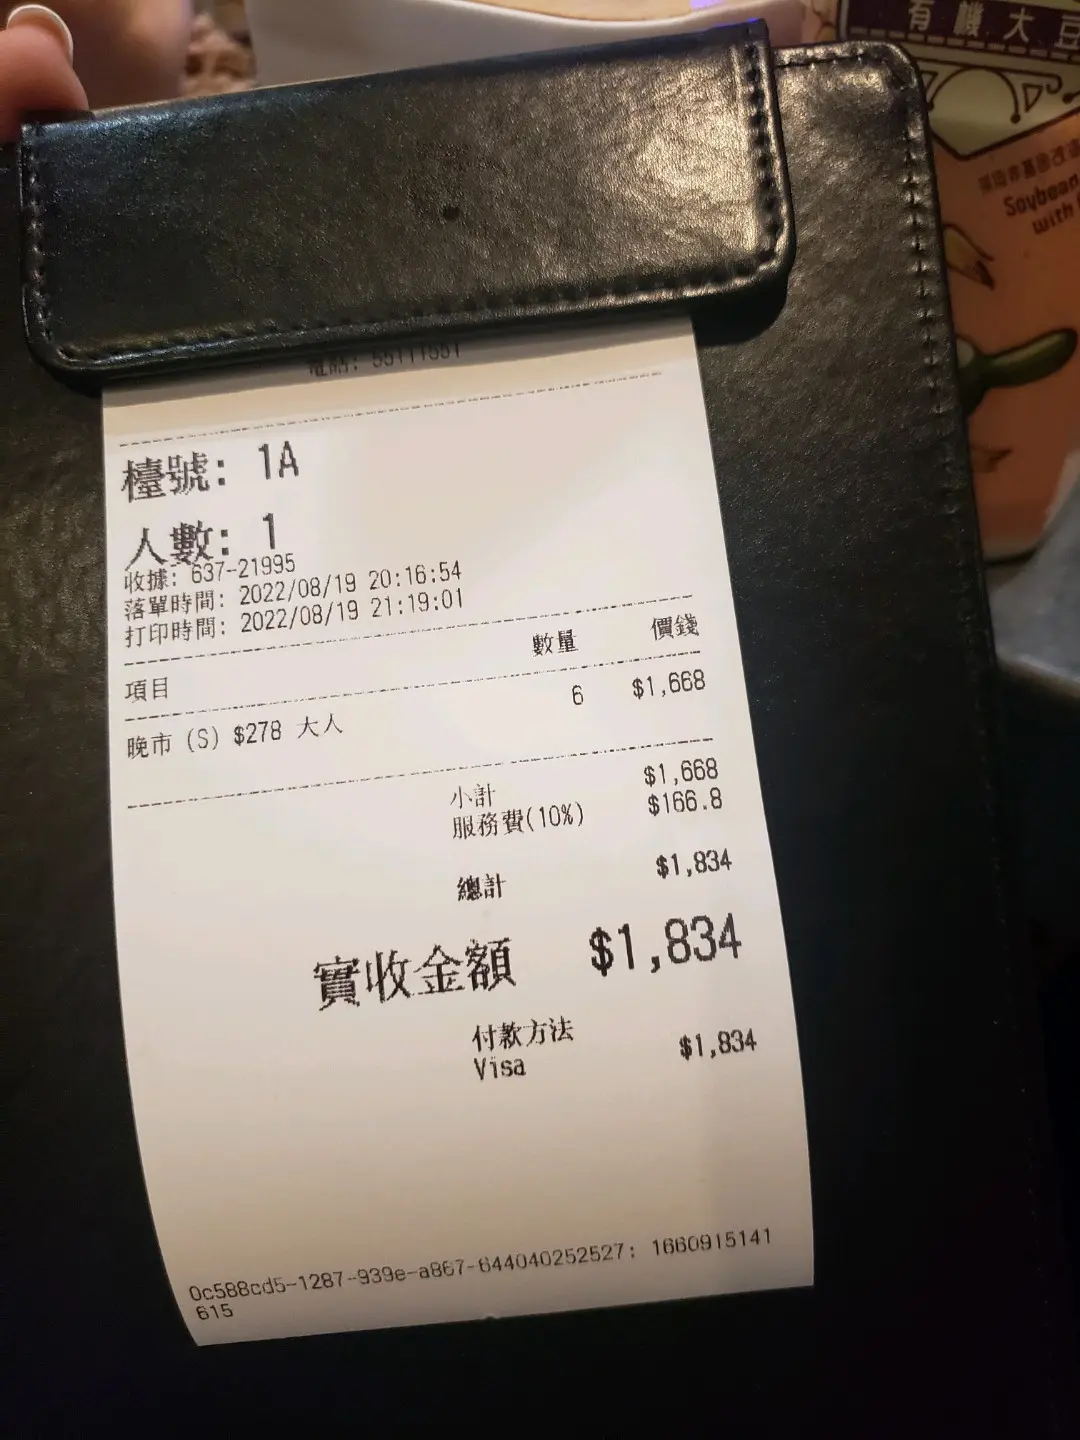 有機大豆
Soybean
with
電話: 55111551
檯號: 1A
人數: 1
收據: 637-21995
落單時間: 2022/08/19 20:16:54
打印時間: 2022/08/19 21:19:01
項目 數量 價錢
晚市 (S) $278 大人 6 $1,668
小計 $1,668
服務費(10%) $166.8
總計 $1,834
實收金額 $1,834
付款方法
Visa $1,834
0c588cd5-1287-939e-a867-644040252527: 1660915141
615